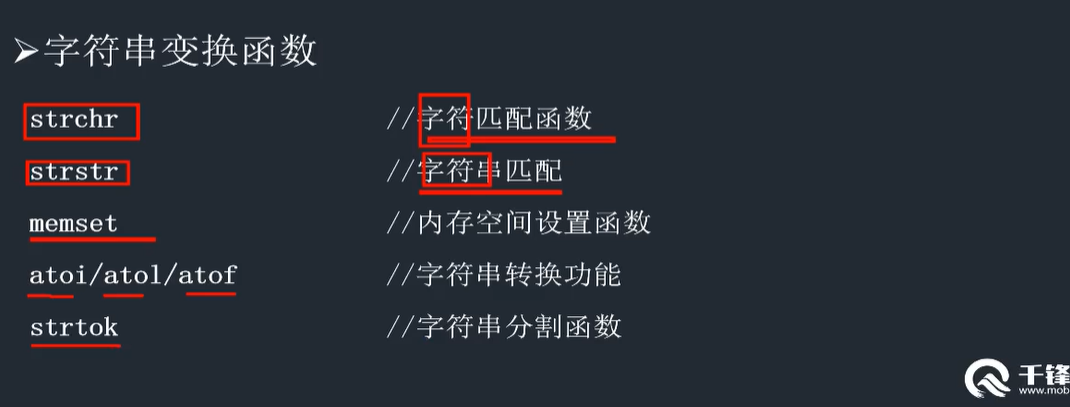 ➢字符串变换函数
strchr //字符匹配函数
strstr //字符串匹配
memset //内存空间设置函数
atoi/atol/atof //字符串转换功能
strtok //字符串分割函数
千锋
www.mob